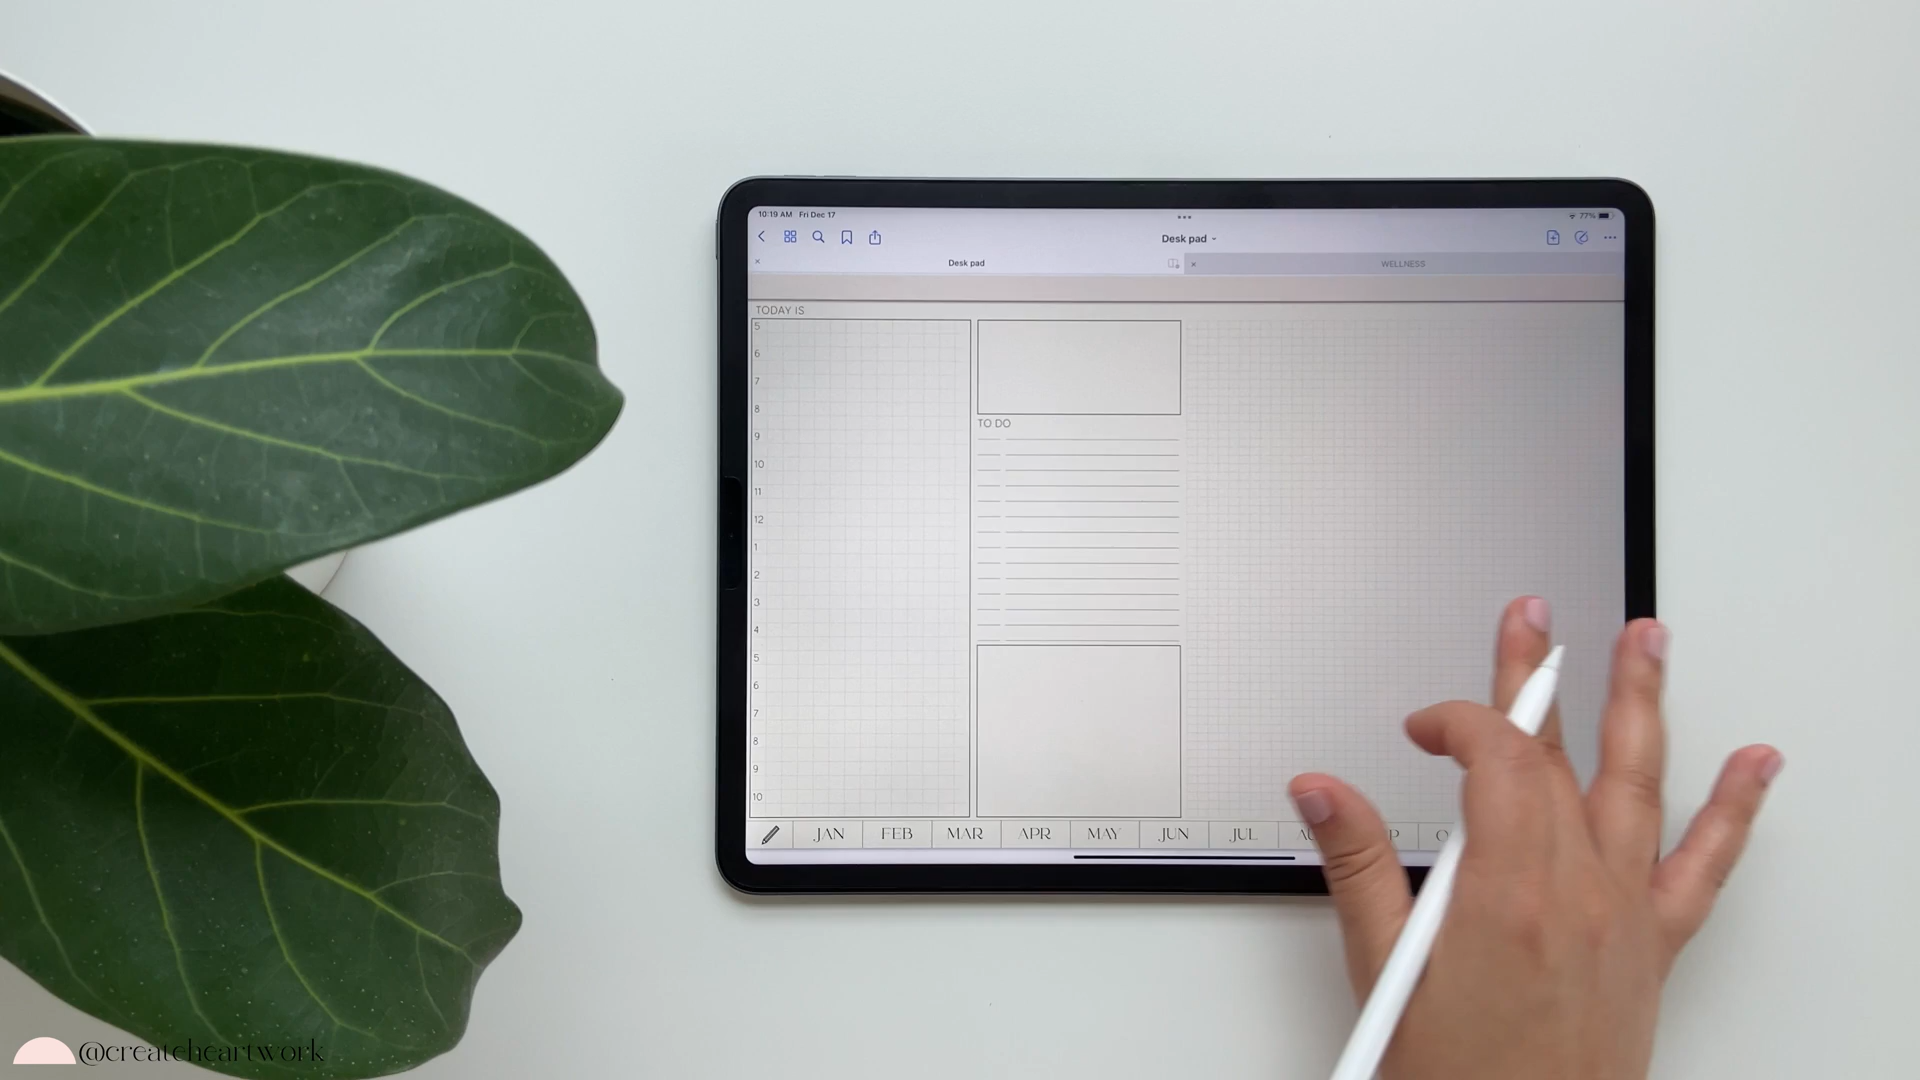 10:19 AM Fri Dec 17
77%
Desk pad
Desk pad
WELLNESS
TODAY IS
5
6
7
8
9
10
11
12
1
2
3
4
5
6
7
8
9
10
TO DO
JAN FEB MAR APR MAY JUN JUL
@createheartwork